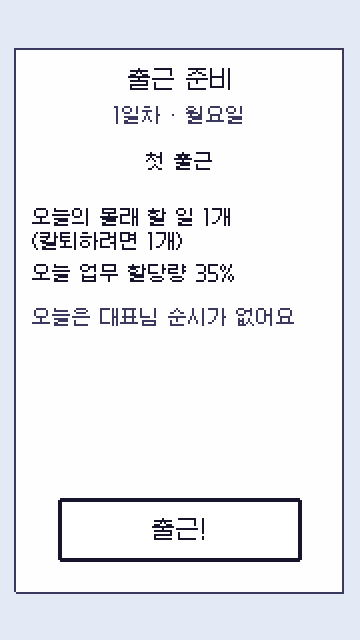 출근 준비
1일차 · 월요일
첫 출근
오늘의 몰래 할 일 1개
(칼퇴하려면 1개)
오늘 업무 할당량 35%
오늘은 대표님 순시가 없어요
출근!